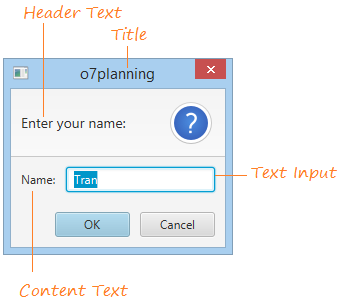 Header Text
Title
o7planning
Enter your name:
?
Name: Tran
Text Input
OK Cancel
Content Text